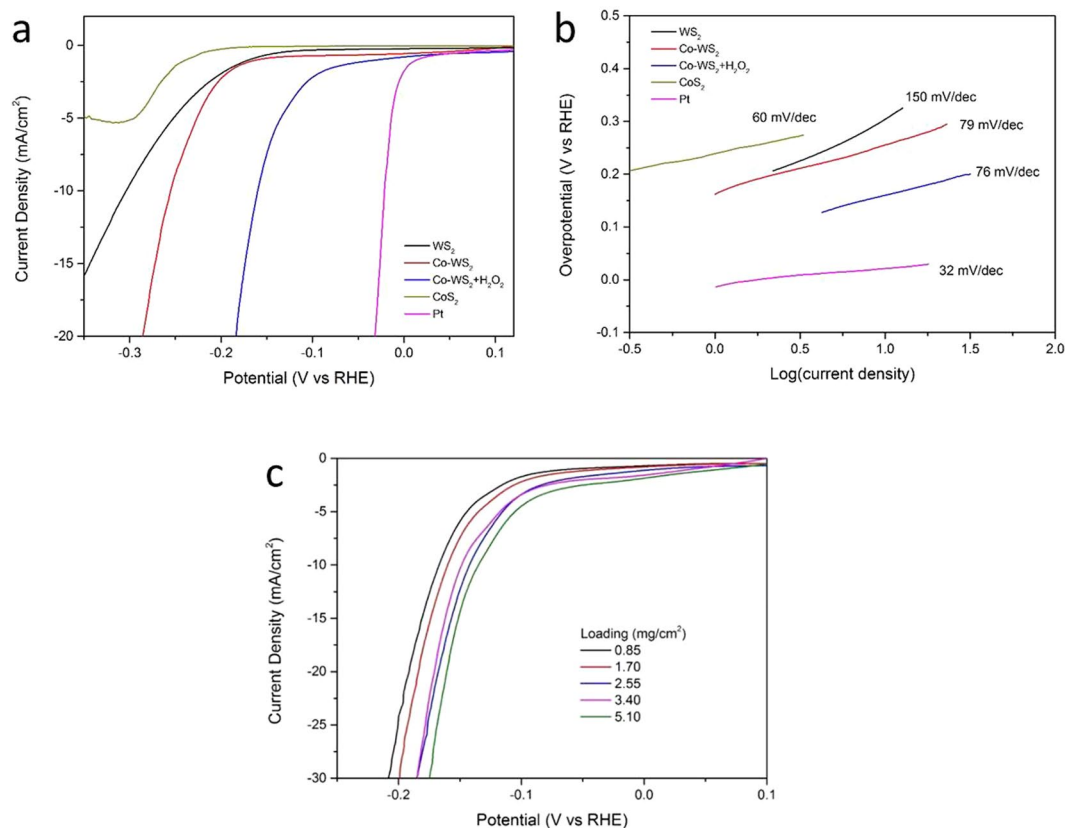 a
WS₂
Co-WS₂
Co-WS₂+H₂O₂
CoS₂
Pt
Current Density (mA/cm²)
0
-5
-10
-15
-20
-0.3
-0.2
-0.1
0.0
0.1
Potential (V vs RHE)
b
WS₂
Co-WS₂
Co-WS₂+H₂O₂
CoS₂
Pt
60 mV/dec
150 mV/dec
79 mV/dec
76 mV/dec
32 mV/dec
Overpotential (V vs RHE)
0.5
0.4
0.3
0.2
0.1
0.0
-0.1
-0.5
0.0
0.5
1.0
1.5
2.0
Log(current density)
c
Loading (mg/cm²)
0.85
1.70
2.55
3.40
5.10
Current Density (mA/cm²)
0
-5
-10
-15
-20
-25
-30
-0.2
-0.1
0.0
0.1
Potential (V vs RHE)